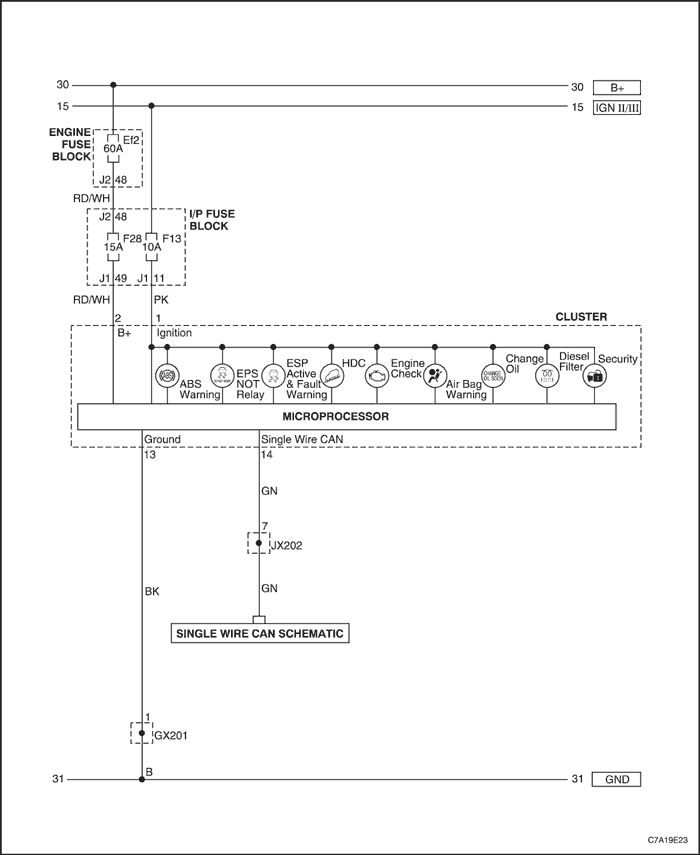 30
30
B+
15
15
IGN II/III
ENGINE
FUSE
BLOCK
Ef2
60A
J2 48
RD/WH
J2 48
I/P FUSE
BLOCK
F28
15A
F13
10A
J1 49
J1 11
RD/WH
PK
2
1
CLUSTER
B+
Ignition
ABS
Warning
EPS
NOT
Relay
ESP
Active
& Fault
Warning
HDC
Engine
Check
Air Bag
Warning
Change
Oil
Diesel
Filter
Security
ABS
CHANGE
OIL SOON
MICROPROCESSOR
Ground
Single Wire CAN
13
14
GN
7
JX202
BK
GN
SINGLE WIRE CAN SCHEMATIC
1
GX201
B
31
31
GND
C7A19E23